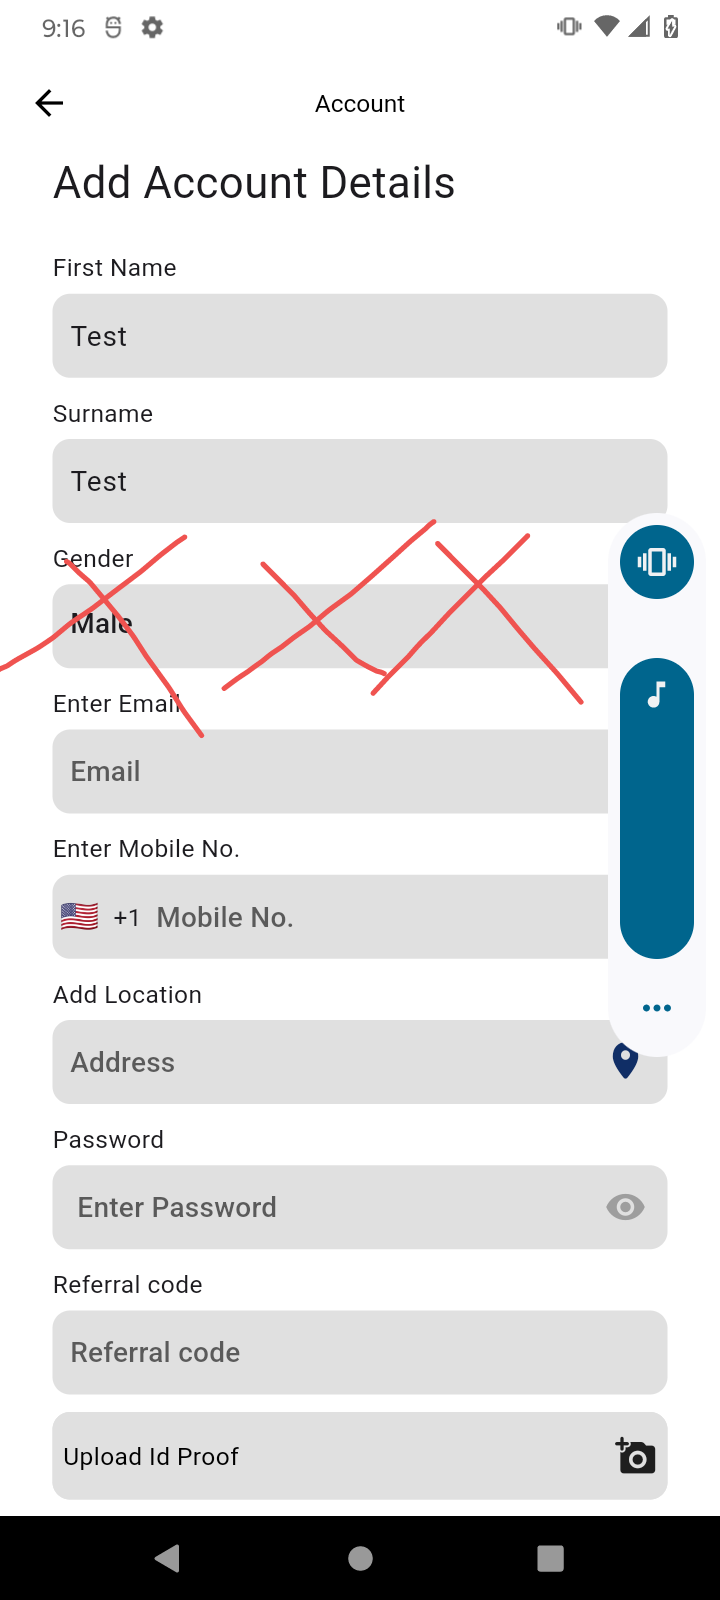 9:16
Account
Add Account Details
First Name
Test
Surname
Test
Gender
Male
Enter Email
Email
Enter Mobile No.
+1 Mobile No.
Add Location
Address
Password
Enter Password
Referral code
Referral code
Upload Id Proof